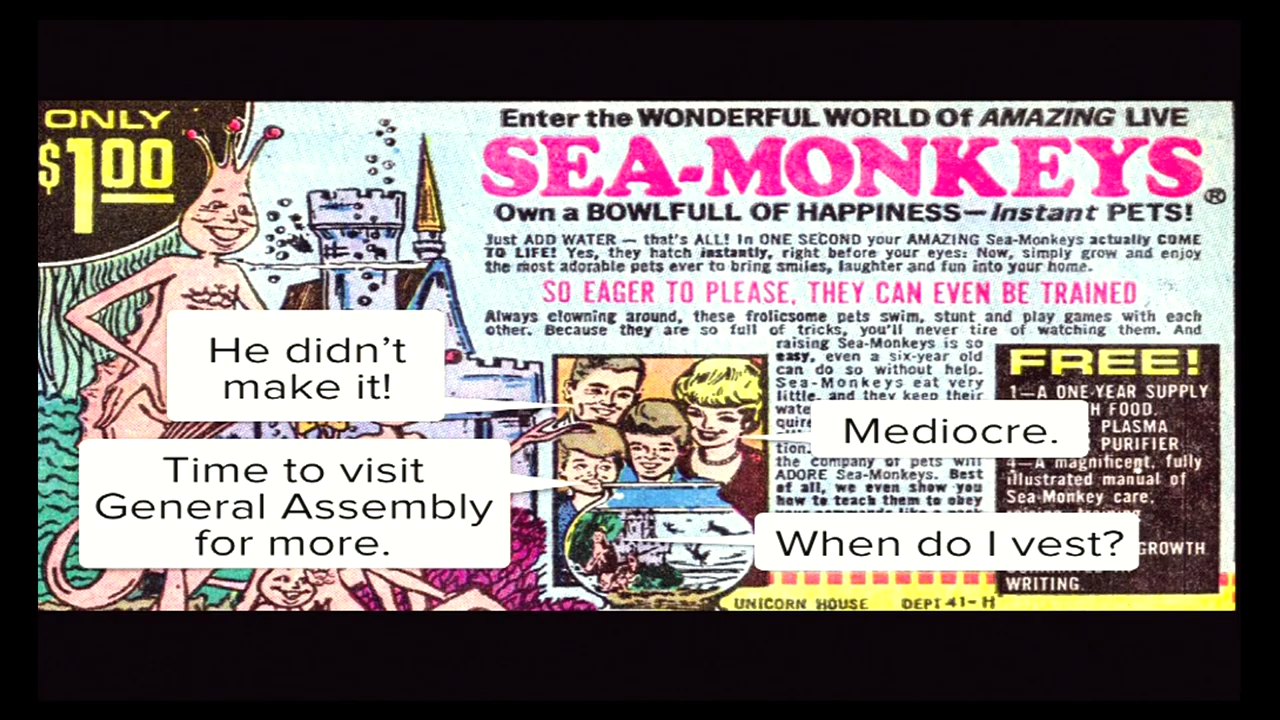 ONLY
$1.00
Enter the WONDERFUL WORLD Of AMAZING LIVE
SEA-MONKEYS®
Own a BOWLFULL OF HAPPINESS—Instant PETS!
Just ADD WATER — that's ALL! In ONE SECOND your AMAZING Sea-Monkeys actually COME
TO LIFE! Yes, they hatch instantly, right before your eyes: Now, simply grow and enjoy
the most adorable pets ever to bring smiles, laughter and fun into your home.
SO EAGER TO PLEASE, THEY CAN EVEN BE TRAINED
Always clowning around, these frolicsome pets swim, stunt and play games with each
other. Because they are so full of tricks, you'll never tire of watching them. And
raising Sea-Monkeys is so
easy, even a six-year old
can do so without help.
Sea-Monkeys eat very
little, and they keep their
wate
quire
tion.
the company of pets will
ADORE Sea-Monkeys. Best
of all, we even show you
how to teach them to obey
FREE!
1—A ONE-YEAR SUPPLY
H FOOD.
PLASMA
PURIFIER
4—A magnificent, fully
illustrated manual of
Sea-Monkey care,
GROWTH
WRITING.
He didn't
make it!
Mediocre.
Time to visit
General Assembly
for more.
When do I vest?
UNICORN HOUSE DEPT 41-H